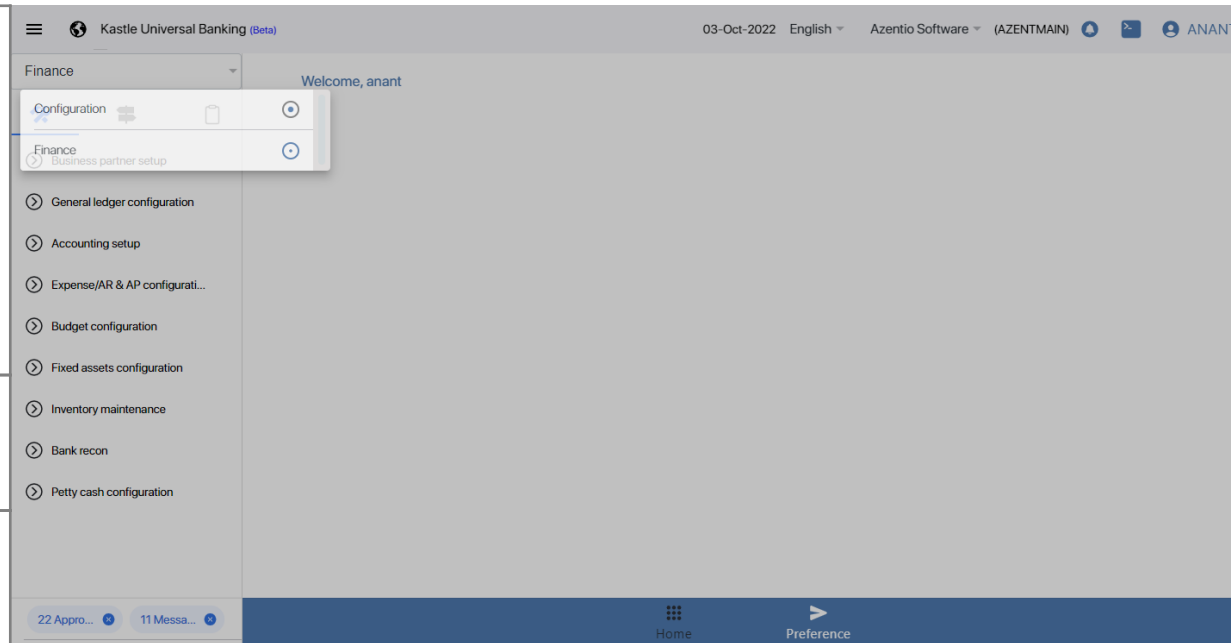 Kastle Universal Banking (Beta)
03-Oct-2022 English Azentio Software (AZENTMAIN) ANANT
Finance
Welcome, anant
Configuration
Finance
Business partner setup
General ledger configuration
Accounting setup
Expense/AR & AP configurati...
Budget configuration
Fixed assets configuration
Inventory maintenance
Bank recon
Petty cash configuration
22 Appro... 11 Messa...
Home Preference